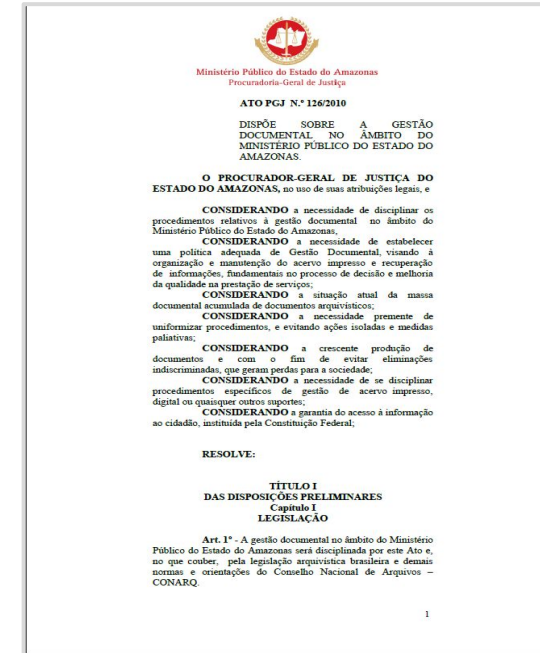 Ministério Público do Estado do Amazonas
Procuradoria-Geral de Justiça
ATO PGJ N.º 126/2010
DISPÕE SOBRE A GESTÃO
DOCUMENTAL NO ÂMBITO DO
MINISTÉRIO PÚBLICO DO ESTADO DO
AMAZONAS.
O PROCURADOR-GERAL DE JUSTIÇA DO
ESTADO DO AMAZONAS, no uso de suas atribuições legais, e
CONSIDERANDO a necessidade de disciplinar os
procedimentos relativos à gestão documental no âmbito do
Ministério Público do Estado do Amazonas,
CONSIDERANDO a necessidade de estabelecer
uma política adequada de Gestão Documental, visando à
organização e manutenção do acervo impresso e recuperação
de informações, fundamentais no processo de decisão e melhoria
da qualidade na prestação de serviços;
CONSIDERANDO a situação atual da massa
documental acumulada de documentos arquivísticos;
CONSIDERANDO a necessidade premente de
uniformizar procedimentos, e evitando ações isoladas e medidas
paliativas;
CONSIDERANDO a crescente produção de
documentos e com o fim de evitar eliminações
indiscriminadas, que geram perdas para a sociedade;
CONSIDERANDO a necessidade de se disciplinar
procedimentos específicos de gestão de acervo impresso,
digital ou quaisquer outros suportes;
CONSIDERANDO a garantia do acesso à informação
ao cidadão, instituída pela Constituição Federal;
RESOLVE:
TÍTULO I
DAS DISPOSIÇÕES PRELIMINARES
Capítulo I
LEGISLAÇÃO
Art. 1º - A gestão documental no âmbito do Ministério
Público do Estado do Amazonas será disciplinada por este Ato e,
no que couber, pela legislação arquivística brasileira e demais
normas e orientações do Conselho Nacional de Arquivos –
CONARQ.
1